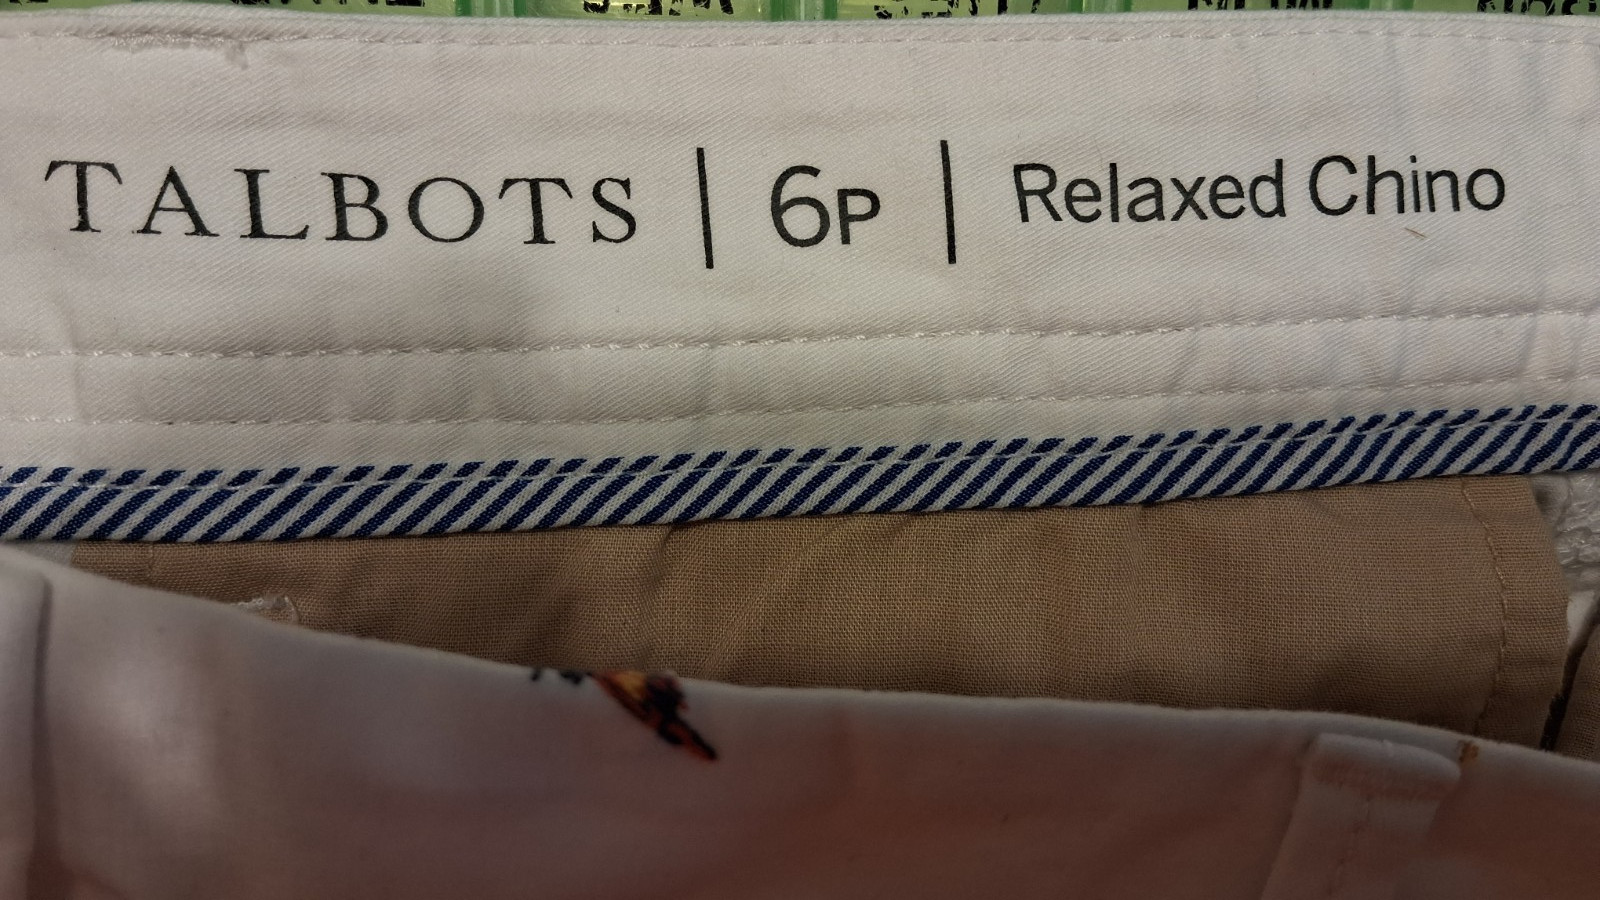 TALBOTS | 6P | Relaxed Chino